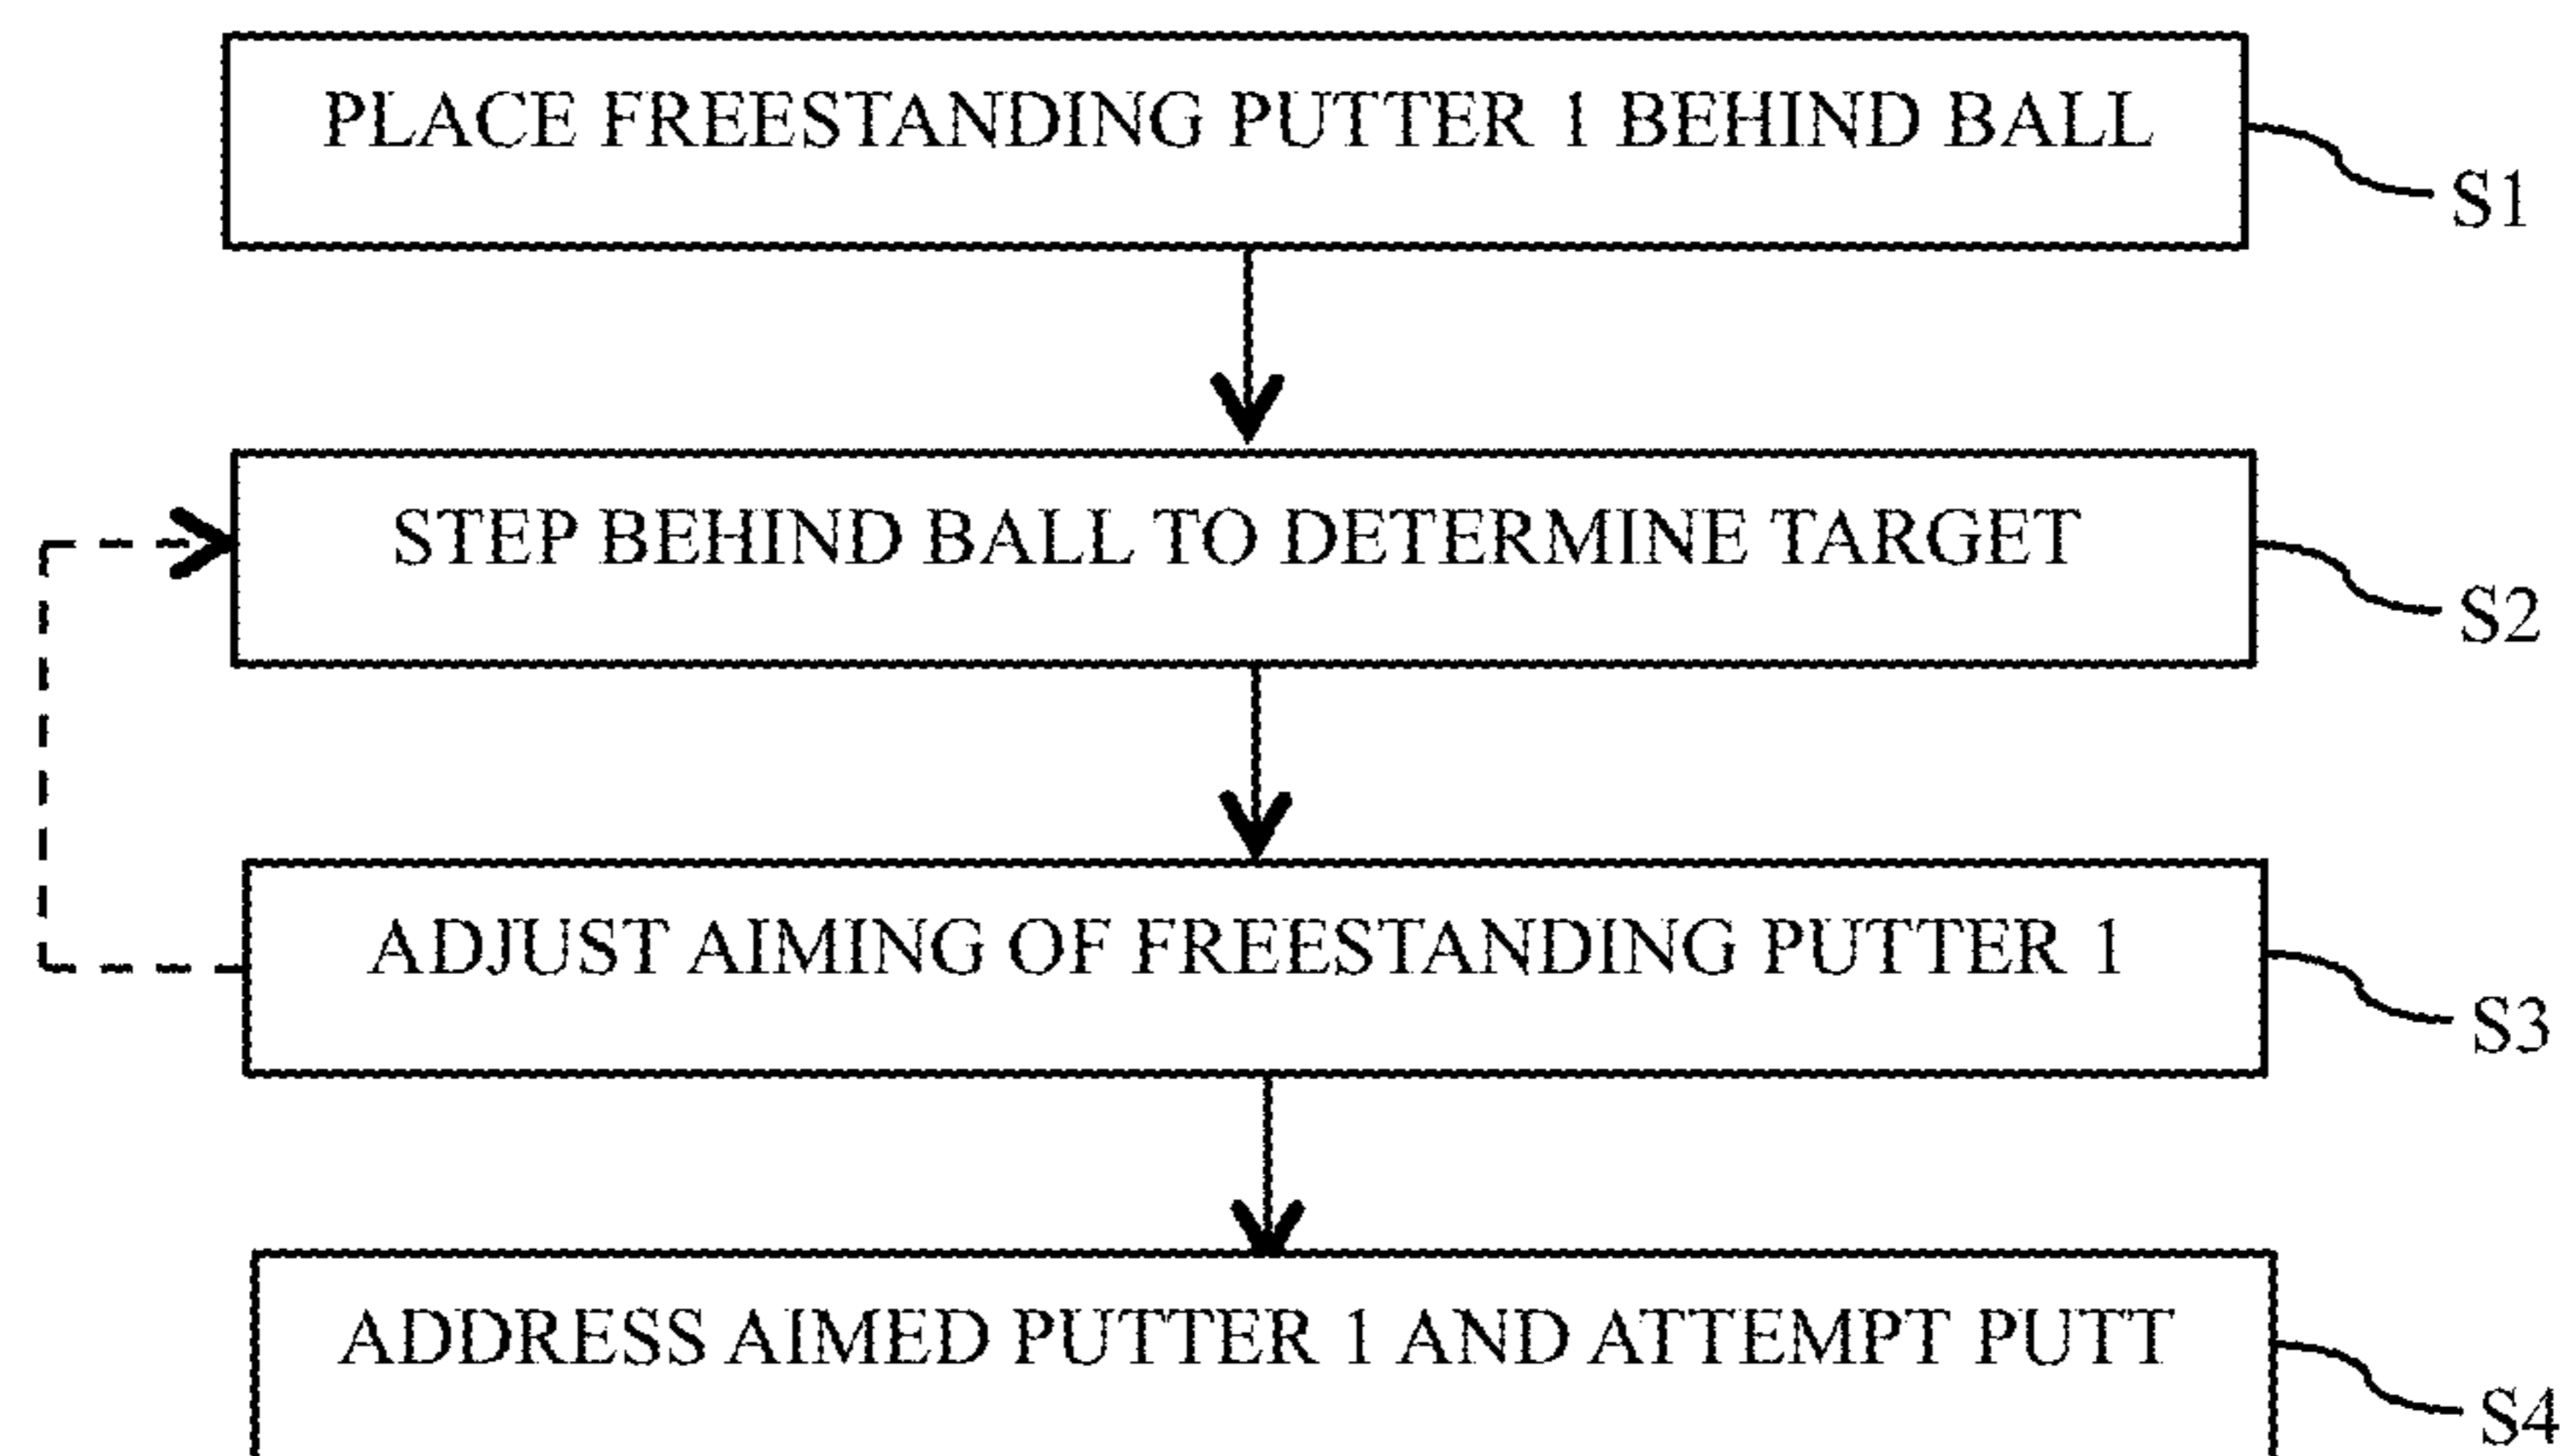 PLACE FREESTANDING PUTTER 1 BEHIND BALL
S1
STEP BEHIND BALL TO DETERMINE TARGET
S2
ADJUST AIMING OF FREESTANDING PUTTER 1
S3
ADDRESS AIMED PUTTER 1 AND ATTEMPT PUTT
S4